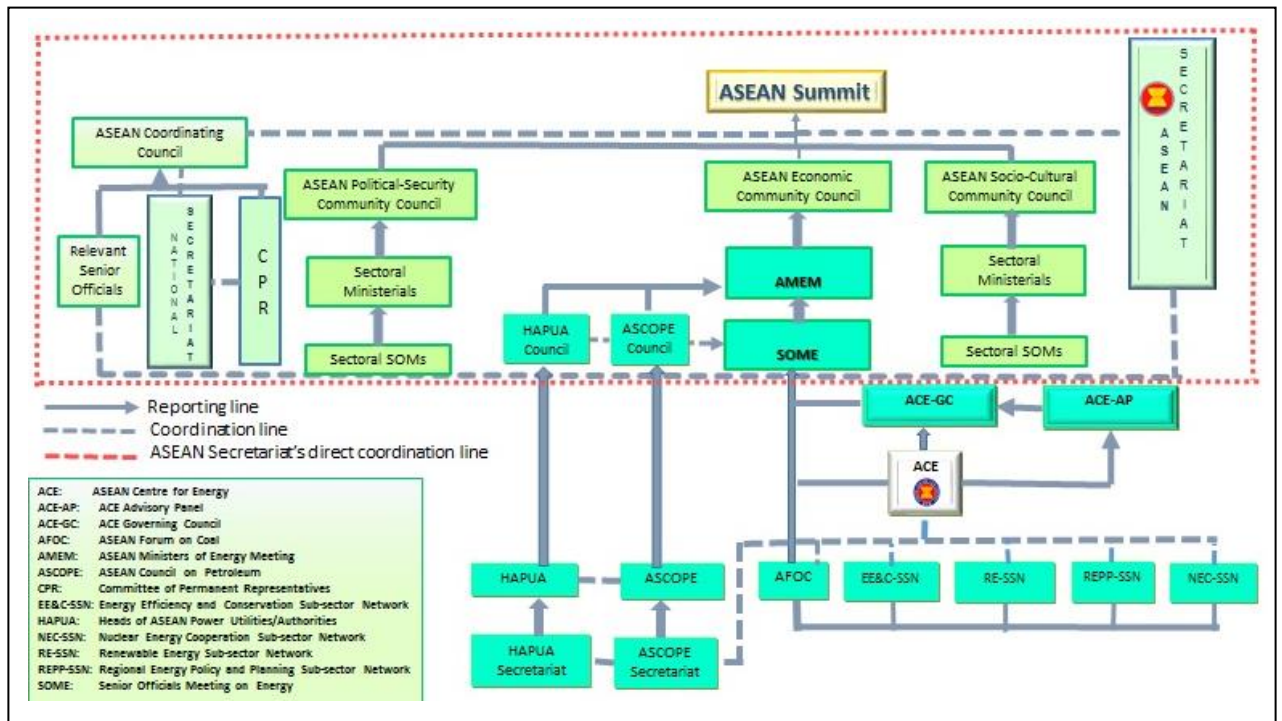 ASEAN Summit
SECRETARIAT
ASEAN
ASEAN Coordinating
Council
ASEAN Political-Security
Community Council
ASEAN Economic
Community Council
ASEAN Socio-Cultural
Community Council
Relevant
Senior
Officials
NATIONAL
SECRETARIAT
CPR
Sectoral
Ministerials
AMEM
Sectoral
Ministerials
HAPUA
Council
ASCOPE
Council
SOME
Sectoral SOMs
Sectoral SOMs
Reporting line
Coordination line
ASEAN Secretariat's direct coordination line
ACE-GC
ACE-AP
ACE
ACE: ASEAN Centre for Energy
ACE-AP: ACE Advisory Panel
ACE-GC: ACE Governing Council
AFOC: ASEAN Forum on Coal
AMEM: ASEAN Ministers of Energy Meeting
ASCOPE: ASEAN Council on Petroleum
CPR: Committee of Permanent Representatives
EE&C-SSN: Energy Efficiency and Conservation Sub-sector Network
HAPUA: Heads of ASEAN Power Utilities/Authorities
NEC-SSN: Nuclear Energy Cooperation Sub-sector Network
RE-SSN: Renewable Energy Sub-sector Network
REPP-SSN: Regional Energy Policy and Planning Sub-sector Network
SOME: Senior Officials Meeting on Energy
HAPUA
ASCOPE
AFOC
EE&C-SSN
RE-SSN
REPP-SSN
NEC-SSN
HAPUA
Secretariat
ASCOPE
Secretariat